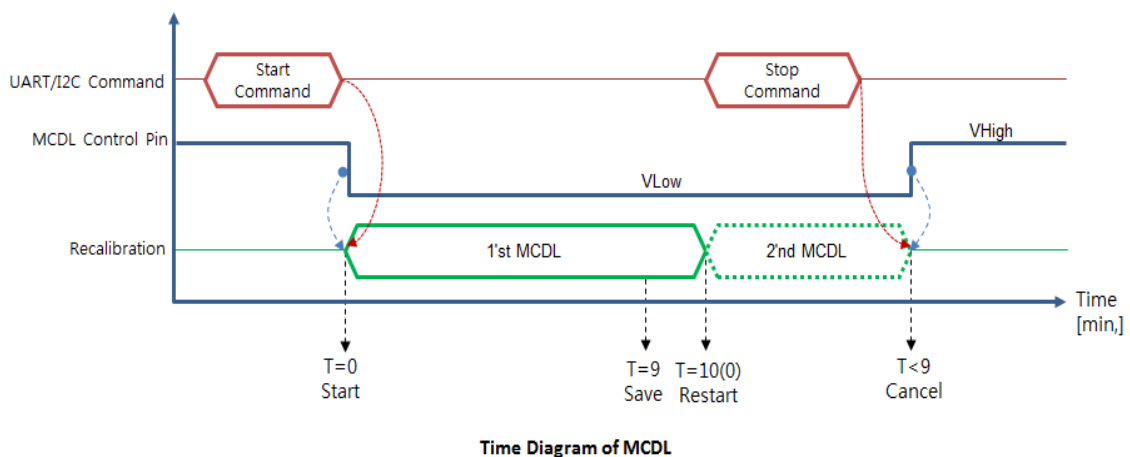 UART/I2C Command
Start
Command
Stop
Command
MCDL Control Pin
VHigh
VLow
Recalibration
1'st MCDL
2'nd MCDL
Time
[min,]
T=0
Start
T=9
Save
T=10(0)
Restart
T<9
Cancel
Time Diagram of MCDL